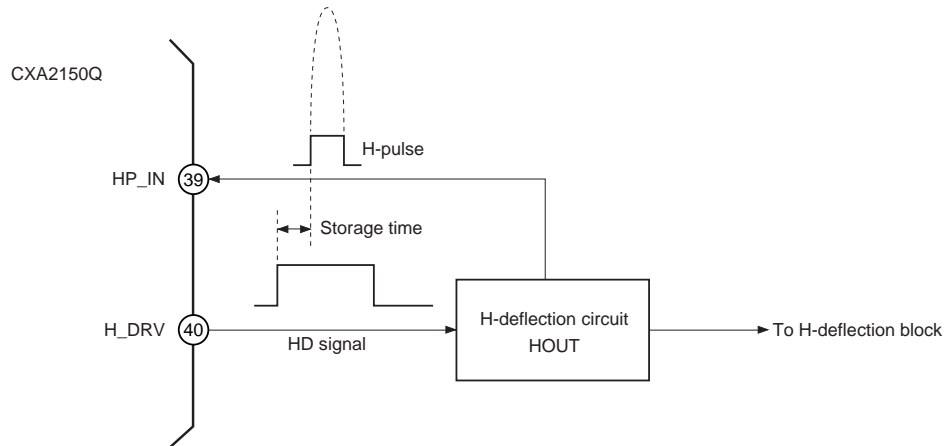 CXA2150Q
H-pulse
HP_IN 39
Storage time
H_DRV 40
HD signal
H-deflection circuit
HOUT
To H-deflection block